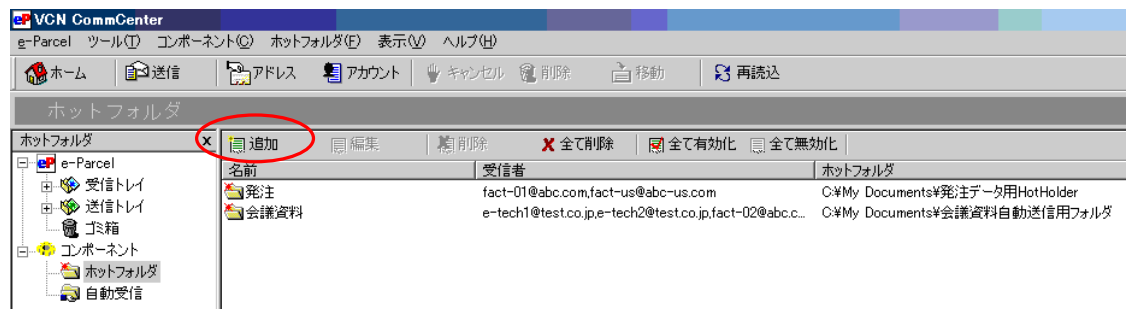 eP VCN CommCenter
e-Parcel ツール(T) コンポーネント(C) ホットフォルダ(F) 表示(V) ヘルプ(H)
ホーム 送信 アドレス アカウント キャンセル 削除 移動 再読込
ホットフォルダ
ホットフォルダ x 追加 編集 削除 全て削除 全て有効化 全て無効化
名前 受信者 ホットフォルダ
eP e-Parcel
受信トレイ
送信トレイ
ゴミ箱
コンポーネント
ホットフォルダ
自動受信
発注 fact-01@abc.com,fact-us@abc-us.com C:¥My Documents¥発注データ用HotHolder
会議資料 e-tech1@test.co.jp,e-tech2@test.co.jp,fact-02@abc.c... C:¥My Documents¥会議資料自動送信用フォルダ